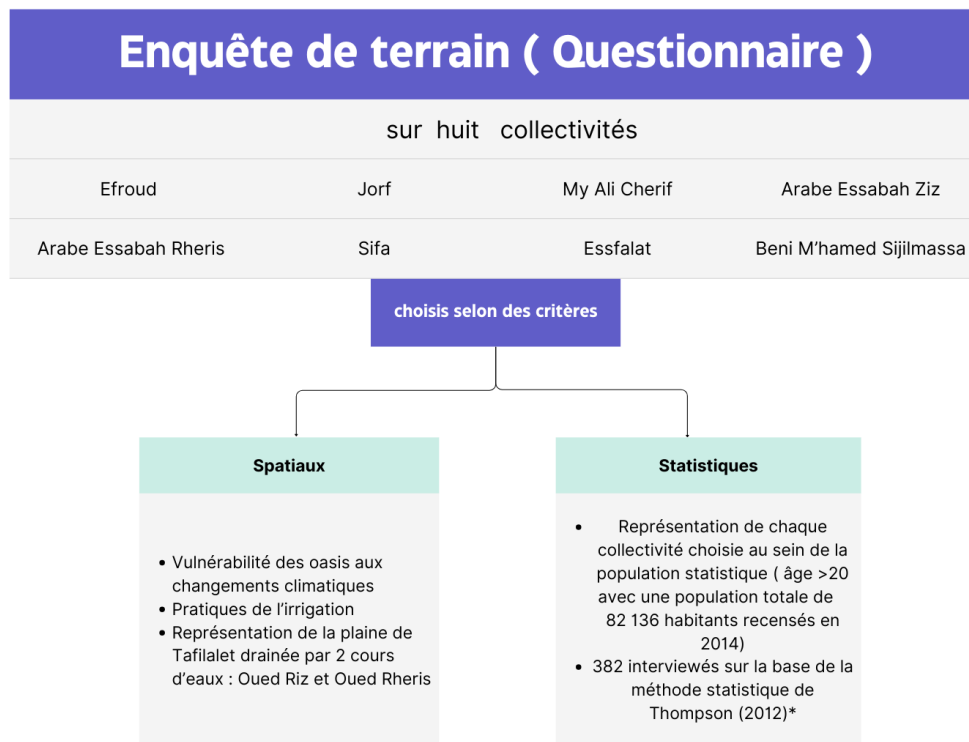 Enquête de terrain ( Questionnaire )
sur huit collectivités
Efroud Jorf My Ali Cherif Arabe Essabah Ziz
Arabe Essabah Rheris Sifa Essfalat Beni M'hamed Sijilmassa
choisis selon des critères
Spatiaux
• Vulnérabilité des oasis aux
changements climatiques
• Pratiques de l'irrigation
• Représentation de la plaine de
Tafilalet drainée par 2 cours
d'eaux : Oued Riz et Oued Rheris
Statistiques
• Représentation de chaque
collectivité choisie au sein de la
population statistique ( âge >20
avec une population totale de
82 136 habitants recensés en
2014)
• 382 interviewés sur la base de la
méthode statistique de
Thompson (2012)*